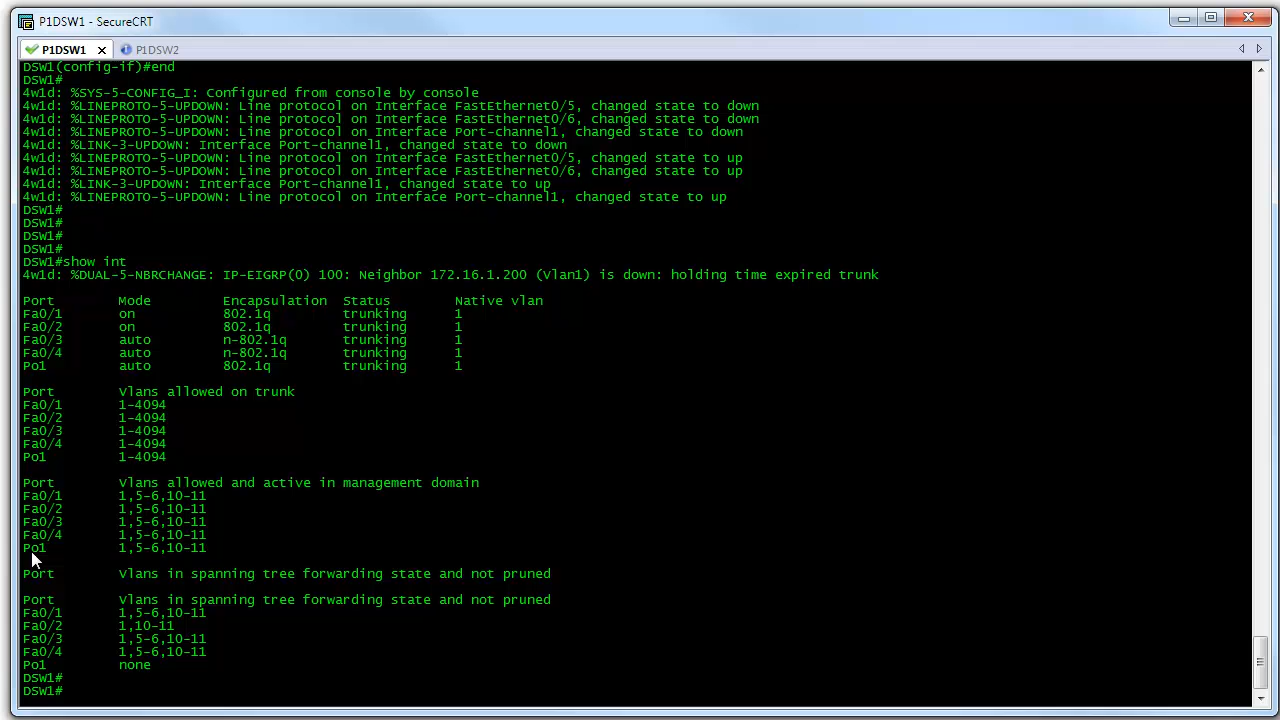 P1DSW1 - SecureCRT
P1DSW1 P1DSW2
DSW1(config-if)#end
DSW1#
4w1d: %SYS-5-CONFIG_I: Configured from console by console
4w1d: %LINEPROTO-5-UPDOWN: Line protocol on Interface FastEthernet0/5, changed state to down
4w1d: %LINEPROTO-5-UPDOWN: Line protocol on Interface FastEthernet0/6, changed state to down
4w1d: %LINEPROTO-5-UPDOWN: Line protocol on Interface Port-channel1, changed state to down
4w1d: %LINK-3-UPDOWN: Interface Port-channel1, changed state to down
4w1d: %LINEPROTO-5-UPDOWN: Line protocol on Interface FastEthernet0/5, changed state to up
4w1d: %LINEPROTO-5-UPDOWN: Line protocol on Interface FastEthernet0/6, changed state to up
4w1d: %LINK-3-UPDOWN: Interface Port-channel1, changed state to up
4w1d: %LINEPROTO-5-UPDOWN: Line protocol on Interface Port-channel1, changed state to up
DSW1#
DSW1#
DSW1#
DSW1#
DSW1#show int
4w1d: %DUAL-5-NBRCHANGE: IP-EIGRP(0) 100: Neighbor 172.16.1.200 (Vlan1) is down: holding time expired trunk
Port Mode Encapsulation Status Native vlan
Fa0/1 on 802.1q trunking 1
Fa0/2 on 802.1q trunking 1
Fa0/3 auto n-802.1q trunking 1
Fa0/4 auto n-802.1q trunking 1
Po1 auto 802.1q trunking 1
Port Vlans allowed on trunk
Fa0/1 1-4094
Fa0/2 1-4094
Fa0/3 1-4094
Fa0/4 1-4094
Po1 1-4094
Port Vlans allowed and active in management domain
Fa0/1 1,5-6,10-11
Fa0/2 1,5-6,10-11
Fa0/3 1,5-6,10-11
Fa0/4 1,5-6,10-11
Po1 1,5-6,10-11
Port Vlans in spanning tree forwarding state and not pruned
Port Vlans in spanning tree forwarding state and not pruned
Fa0/1 1,5-6,10-11
Fa0/2 1,10-11
Fa0/3 1,5-6,10-11
Fa0/4 1,5-6,10-11
Po1 none
DSW1#
DSW1#